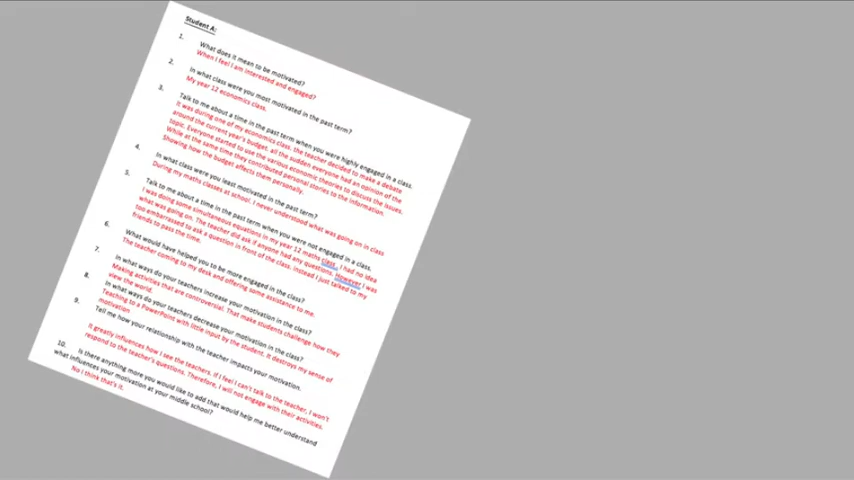 Student A:
1.
What does it mean to be motivated?
When I feel I am interested and engaged?
2.
In what class were you most motivated in the past term?
My year 12 economics class.
3.
Talk to me about a time in the past term when you were highly engaged in a class.
It was during one of my economics class, the teacher decided to make a debate
around the current year's budget, all the sudden everyone had an opinion of the
topic. Everyone started to use the various economic theories to discuss the issues.
While at the same time they contributed personal stories to the information.
Showing how the budget affects them personally.
4.
In what class were you least motivated in the past term?
During my maths classes at school. I never understood what was going on in class
5.
Talk to me about a time in the past term when you were not engaged in a class.
I was doing some simultaneous equations in my year 12 maths class, I had no idea
what was going on. The teacher did ask if anyone had any questions. However I was
too embarrassed to ask a question in frons of the class. Instead I just talked to my
friends to pass the time.
6.
What would have helped you to be more engaged in the class?
The teacher coming to my desk and offering some assistance to me.
7.
In what ways do your teachers increase your motivation in the class?
Making activities that are controversial. That make students challenge how they
view the world.
8.
In what ways do your teachers decrease your motivation in the class?
Teaching to a PowerPoint with little input by the student. It destroys my sense of
motivation
9.
Tell me how your relationship with the teacher impacts your motivation.
It greatly influences how I see the teachers. If I feel I can't talk to the teacher, I won't
respond to the teacher's questions. Therefore, I will not engage with their activities.
10.
Is there anything more you would like to add that would help me better understand
what influences your motivation at your middle school?
No I think that's it.